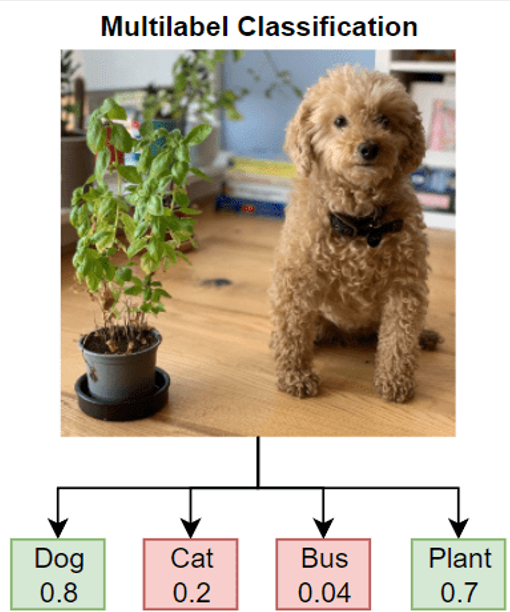 Multilabel Classification
Dog
0.8
Cat
0.2
Bus
0.04
Plant
0.7